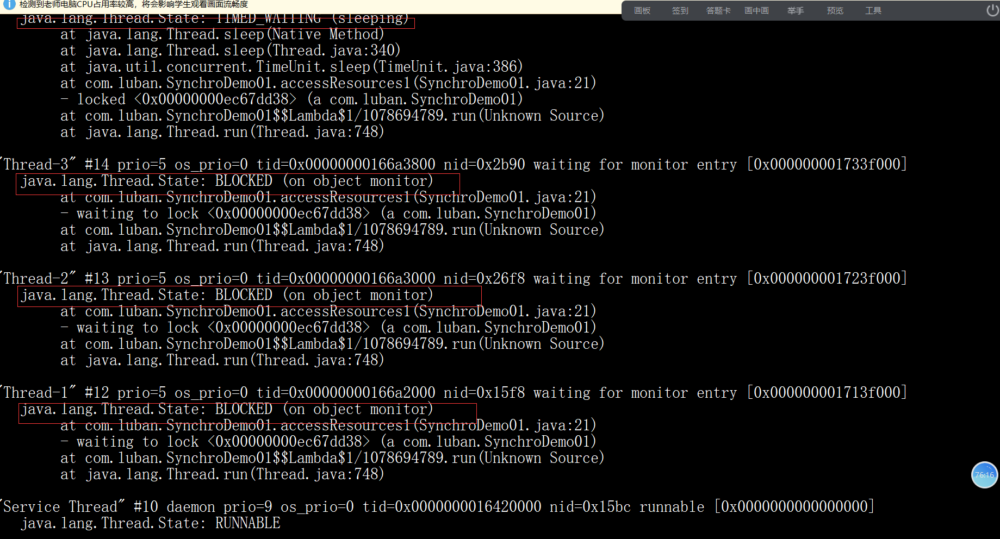 检测到老师电脑CPU占用率较高，将会影响学生观看画面流畅度
画板 签到 答题卡 画中画 举手 预览 工具
java.lang.Thread.State: TIMED_WAITING (sleeping)
at java.lang.Thread.sleep(Native Method)
at java.lang.Thread.sleep(Thread.java:340)
at java.util.concurrent.TimeUnit.sleep(TimeUnit.java:386)
at com.luban.SynchroDemo01.accessResources1(SynchroDemo01.java:21)
- locked <0x00000000ec67dd38> (a com.luban.SynchroDemo01)
at com.luban.SynchroDemo01$$Lambda$1/1078694789.run(Unknown Source)
at java.lang.Thread.run(Thread.java:748)
"Thread-3" #14 prio=5 os_prio=0 tid=0x00000000166a3800 nid=0x2b90 waiting for monitor entry [0x000000001733f000]
java.lang.Thread.State: BLOCKED (on object monitor)
at com.luban.SynchroDemo01.accessResources1(SynchroDemo01.java:21)
- waiting to lock <0x00000000ec67dd38> (a com.luban.SynchroDemo01)
at com.luban.SynchroDemo01$$Lambda$1/1078694789.run(Unknown Source)
at java.lang.Thread.run(Thread.java:748)
"Thread-2" #13 prio=5 os_prio=0 tid=0x00000000166a3000 nid=0x26f8 waiting for monitor entry [0x000000001723f000]
java.lang.Thread.State: BLOCKED (on object monitor)
at com.luban.SynchroDemo01.accessResources1(SynchroDemo01.java:21)
- waiting to lock <0x00000000ec67dd38> (a com.luban.SynchroDemo01)
at com.luban.SynchroDemo01$$Lambda$1/1078694789.run(Unknown Source)
at java.lang.Thread.run(Thread.java:748)
"Thread-1" #12 prio=5 os_prio=0 tid=0x00000000166a2000 nid=0x15f8 waiting for monitor entry [0x000000001713f000]
java.lang.Thread.State: BLOCKED (on object monitor)
at com.luban.SynchroDemo01.accessResources1(SynchroDemo01.java:21)
- waiting to lock <0x00000000ec67dd38> (a com.luban.SynchroDemo01)
at com.luban.SynchroDemo01$$Lambda$1/1078694789.run(Unknown Source)
at java.lang.Thread.run(Thread.java:748)
76:16
"Service Thread" #10 daemon prio=9 os_prio=0 tid=0x0000000016420000 nid=0x15bc runnable [0x0000000000000000]
java.lang.Thread.State: RUNNABLE